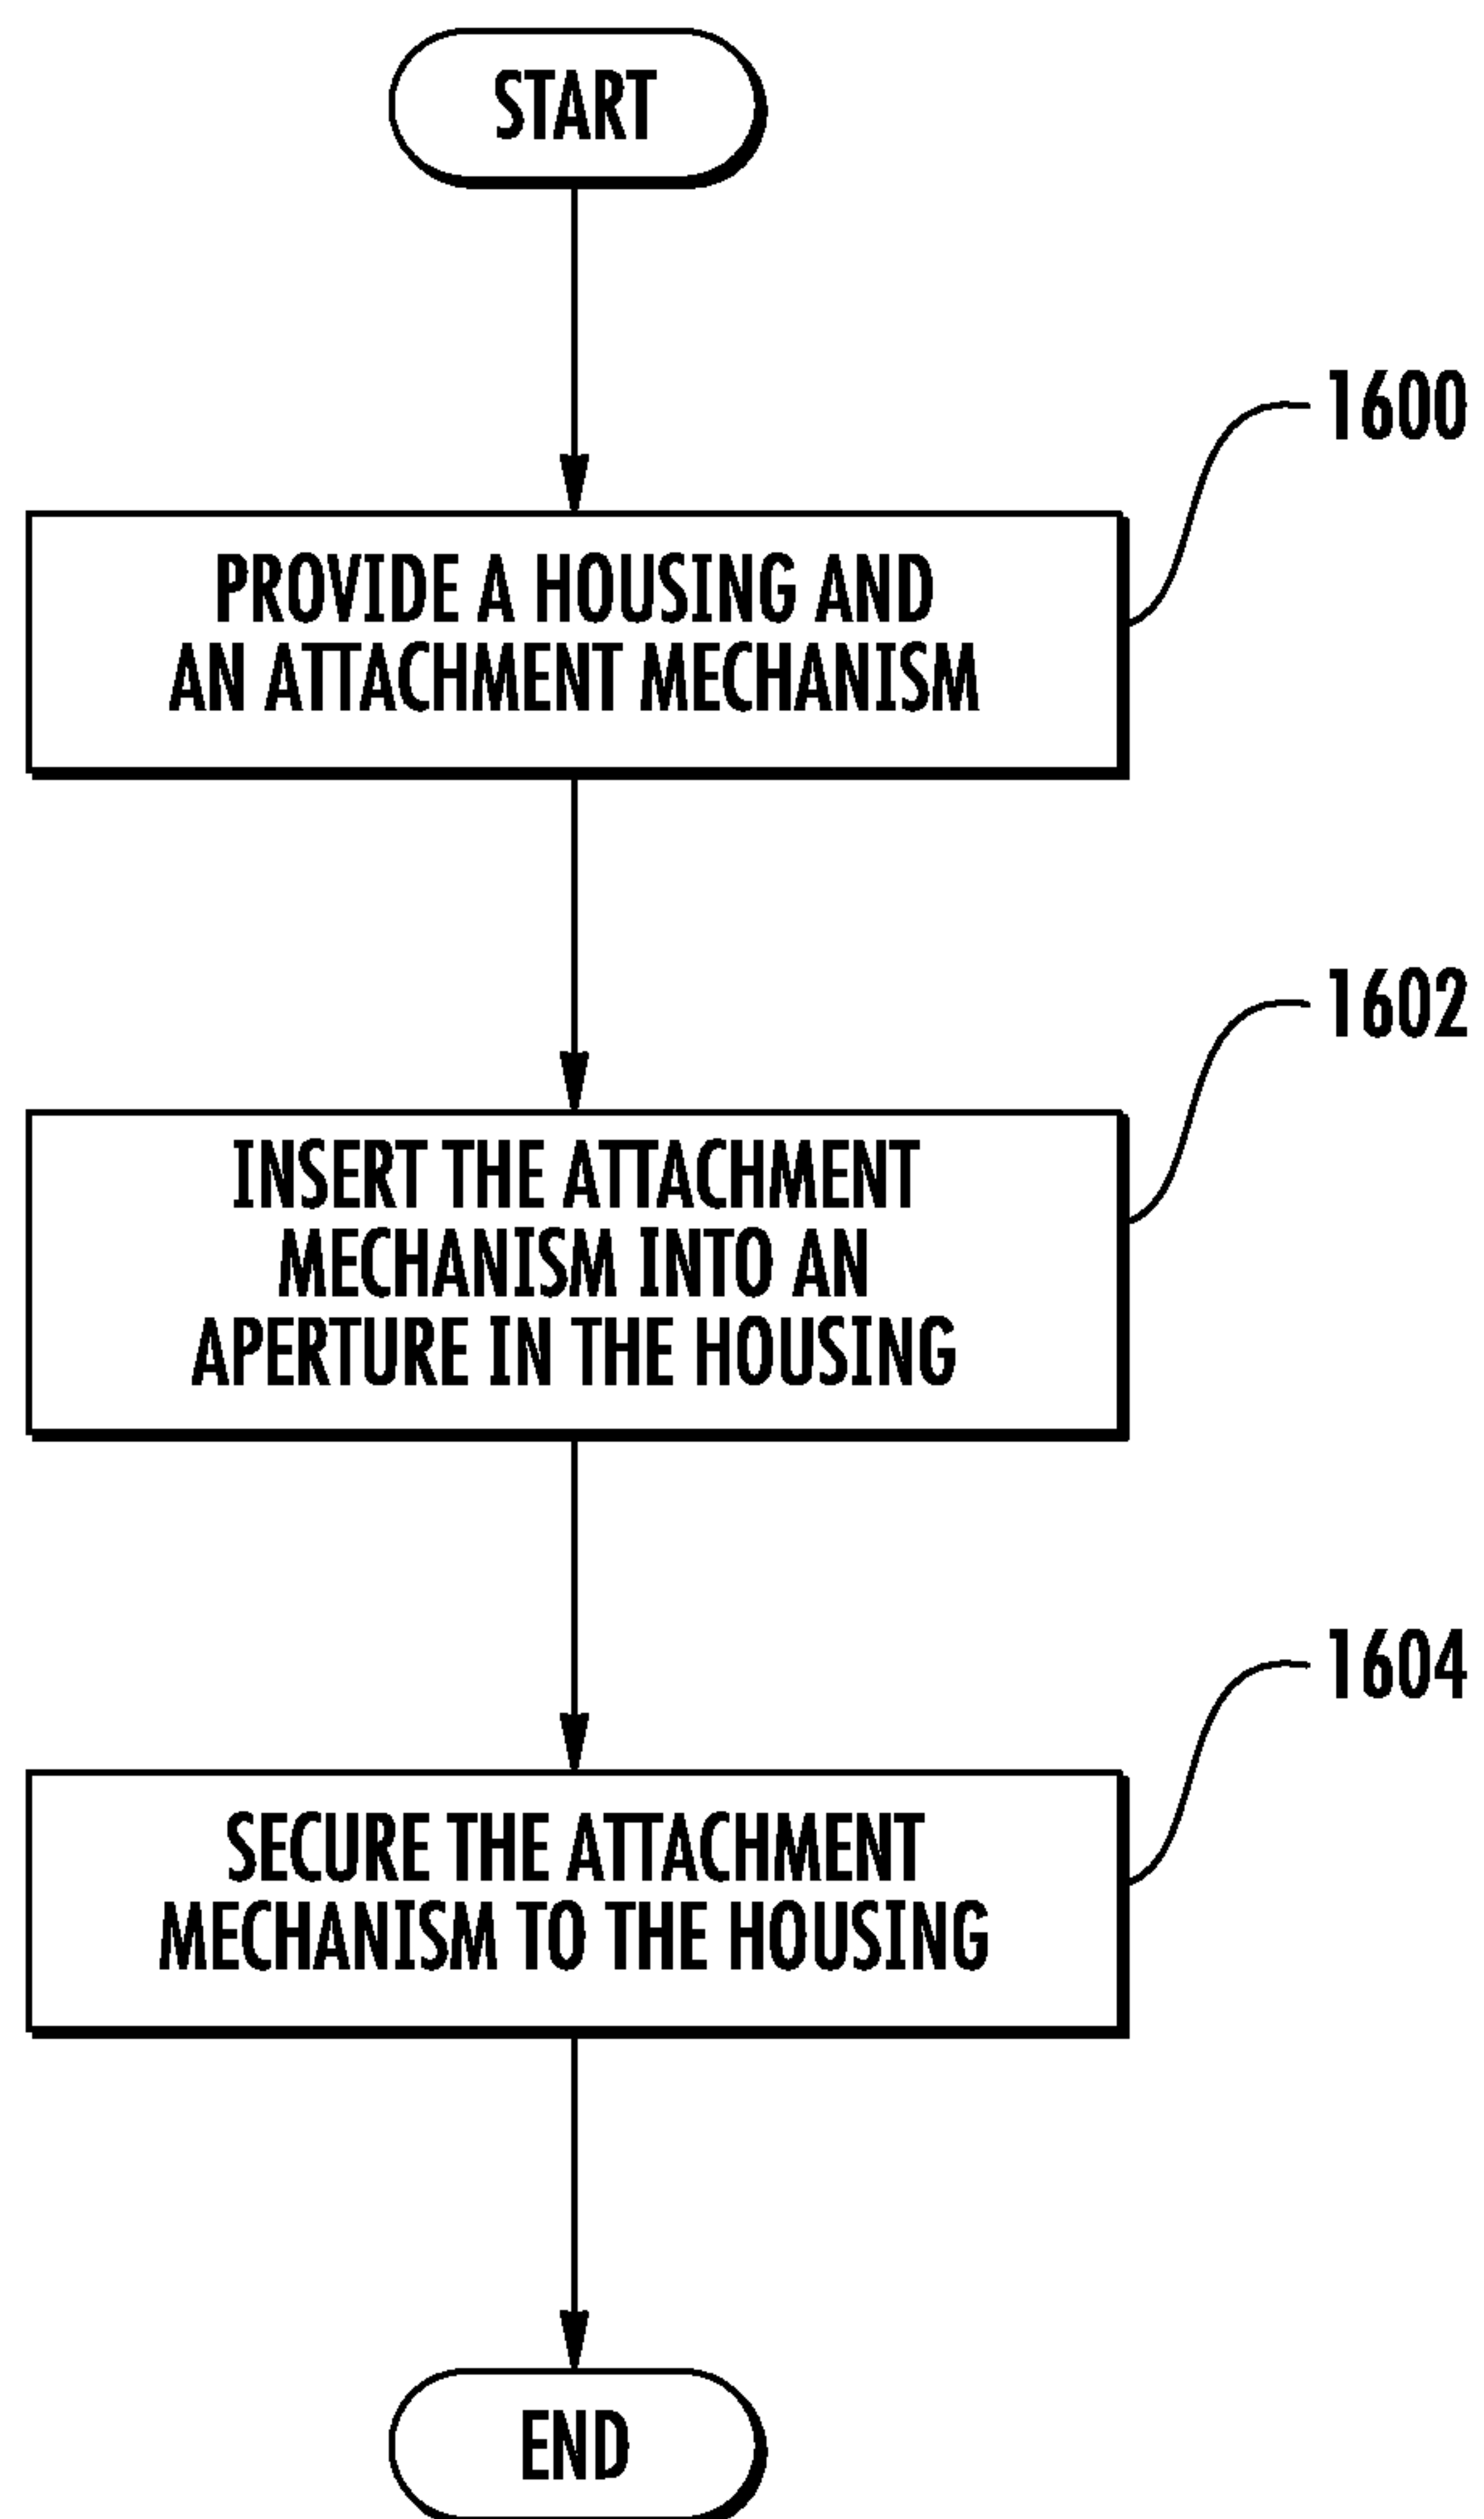 START
1600
PROVIDE A HOUSING AND
AN ATTACHMENT MECHANISM
1602
INSERT THE ATTACHMENT
MECHANISM INTO AN
APERTURE IN THE HOUSING
1604
SECURE THE ATTACHMENT
MECHANISM TO THE HOUSING
END